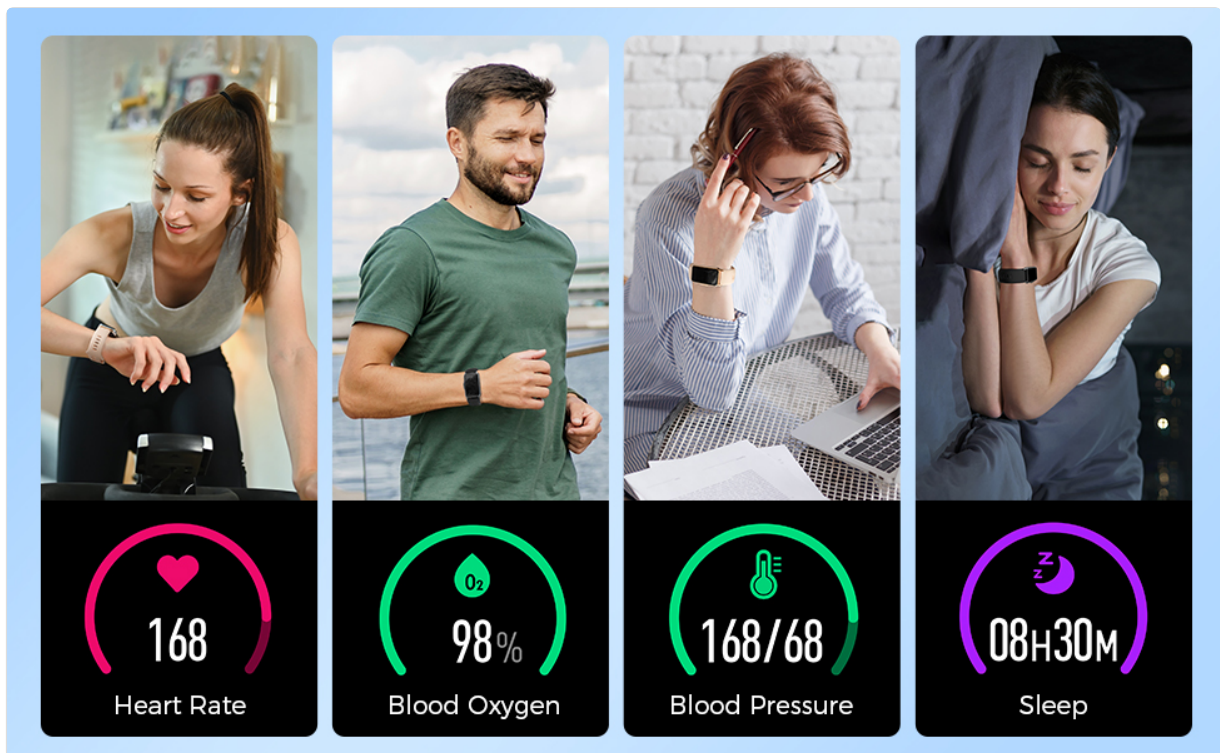 168
Heart Rate
O2
98%
Blood Oxygen
168/68
Blood Pressure
z
z
08H30M
Sleep